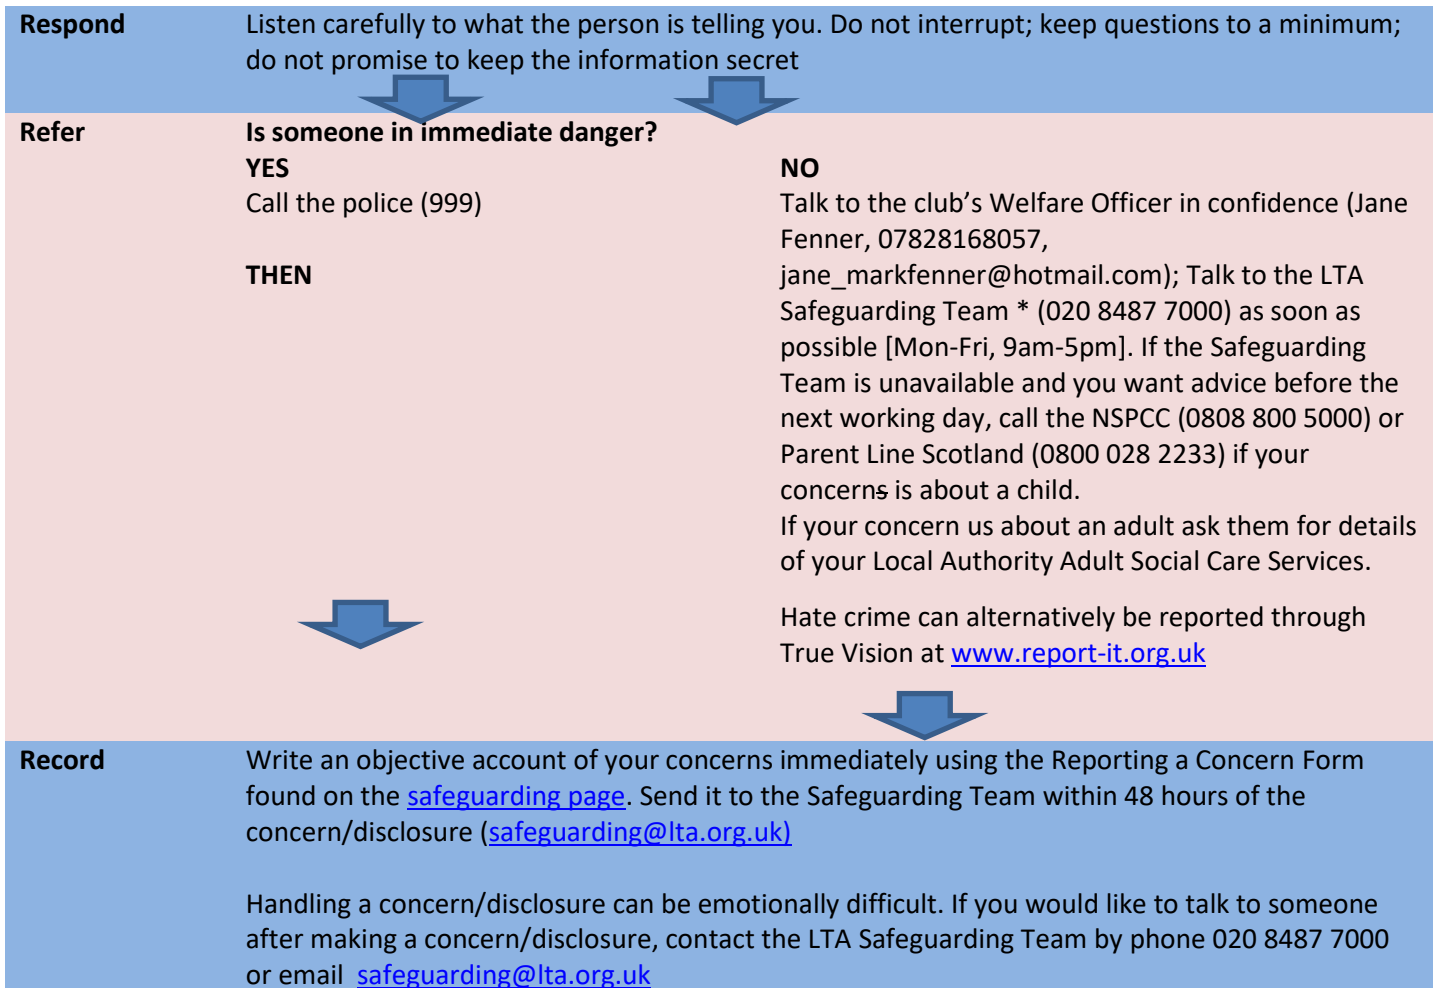 Respond
Listen carefully to what the person is telling you. Do not interrupt; keep questions to a minimum;
do not promise to keep the information secret
Refer
Is someone in immediate danger?
YES
Call the police (999)
THEN
NO
Talk to the club’s Welfare Officer in confidence (Jane
Fenner, 07828168057,
jane_markfenner@hotmail.com); Talk to the LTA
Safeguarding Team * (020 8487 7000) as soon as
possible [Mon-Fri, 9am-5pm]. If the Safeguarding
Team is unavailable and you want advice before the
next working day, call the NSPCC (0808 800 5000) or
Parent Line Scotland (0800 028 2233) if your
concerns is about a child.
If your concern us about an adult ask them for details
of your Local Authority Adult Social Care Services.
Hate crime can alternatively be reported through
True Vision at www.report-it.org.uk
Record
Write an objective account of your concerns immediately using the Reporting a Concern Form
found on the safeguarding page. Send it to the Safeguarding Team within 48 hours of the
concern/disclosure (safeguarding@lta.org.uk)
Handling a concern/disclosure can be emotionally difficult. If you would like to talk to someone
after making a concern/disclosure, contact the LTA Safeguarding Team by phone 020 8487 7000
or email safeguarding@lta.org.uk